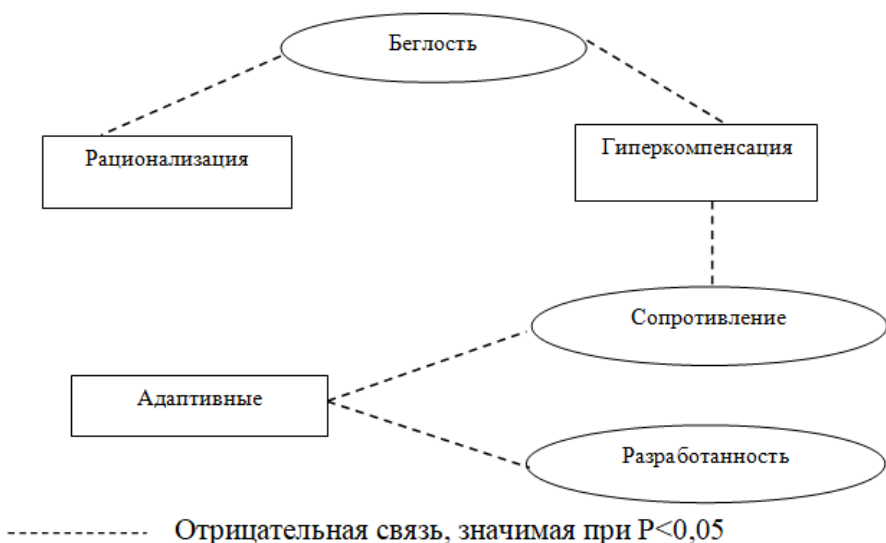 Беглость
Рационализация
Гиперкомпенсация
Сопротивление
Адаптивные
Разработанность
Отрицательная связь, значимая при P<0,05